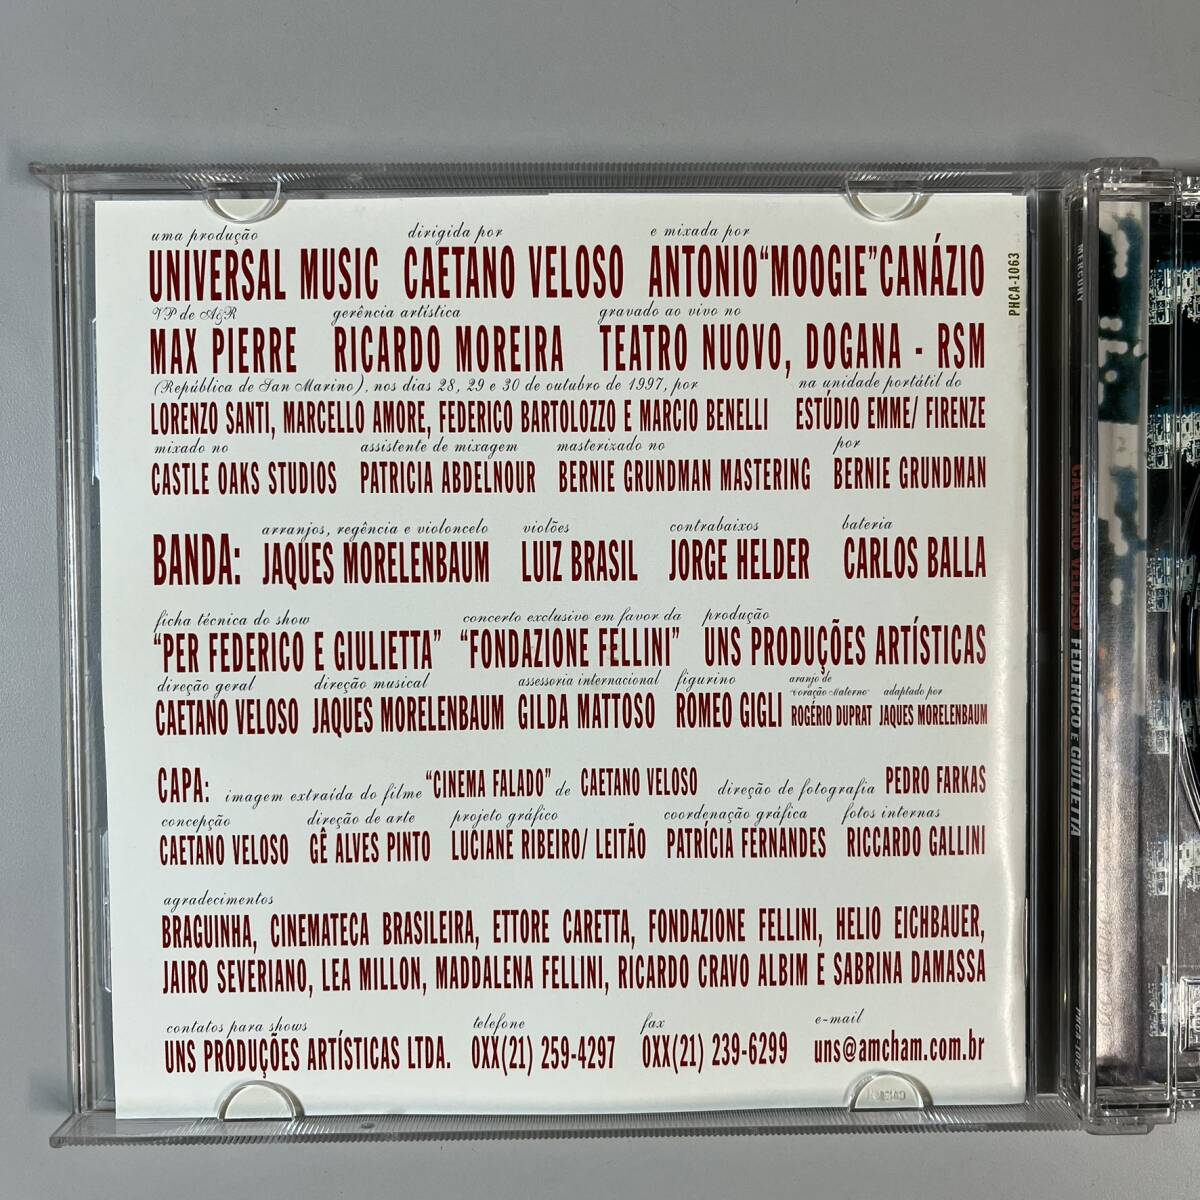 uma produção dirigida por e mixada por
UNIVERSAL MUSIC CAETANO VELOSO ANTONIO "MOOGIE" CANÁZIO
VP de A&R gerência artística gravado ao vivo no
MAX PIERRE RICARDO MOREIRA TEATRO NUOVO, DOGANA - RSM
(República de San Marino), nos dias 28, 29 e 30 de outubro de 1997, por na unidade portátil do
LORENZO SANTI, MARCELLO AMORE, FEDERICO BARTOLOZZO E MARCIO BENELLI ESTÚDIO EMME/ FIRENZE
mixado no assistente de mixagem masterizado no por
CASTLE OAKS STUDIOS PATRICIA ABDELNOUR BERNIE GRUNDMAN MASTERING BERNIE GRUNDMAN
arranjos, regência e violoncelo violões contrabaixos bateria
BANDA: JAQUES MORELENBAUM LUIZ BRASIL JORGE HELDER CARLOS BALLA
ficha técnica do show concerto exclusivo em favor da produção
"PER FEDERICO E GIULIETTA" "FONDAZIONE FELLINI" UNS PRODUÇÕES ARTÍSTICAS
direção geral direção musical assessoria internacional figurino aranjo de "Coração Materno" adaptado por
CAETANO VELOSO JAQUES MORELENBAUM GILDA MATTOSO ROMEO GIGLI ROGÉRIO DUPRAT JAQUES MORELENBAUM
CAPA: imagem extraída do filme "CINEMA FALADO" de CAETANO VELOSO direção de fotografia PEDRO FARKAS
concepção direção de arte projeto gráfico coordenação gráfica fotos internas
CAETANO VELOSO GÊ ALVES PINTO LUCIANE RIBEIRO/ LEITÃO PATRÍCIA FERNANDES RICCARDO GALLINI
agradecimentos
BRAGUINHA, CINEMATECA BRASILEIRA, ETTORE CARETTA, FONDAZIONE FELLINI, HELIO EICHBAUER,
JAIRO SEVERIANO, LEA MILLON, MADDALENA FELLINI, RICARDO CRAVO ALBIM E SABRINA DAMASSA
contatos para shows telefone fax e-mail
UNS PRODUÇÕES ARTÍSTICAS LTDA. 0XX(21) 259-4297 0XX(21) 239-6299 uns@amcham.com.br
PHCA-1063
MERCURY
CAETANO VELOSO FEDERICO E GIULIETTA
PHCA-1063